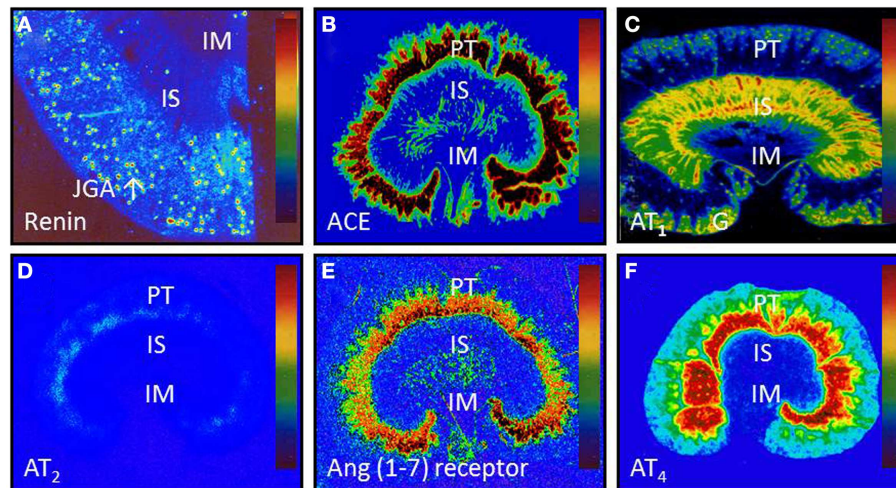 A
IM
IS
JGA ↑
Renin
B
PT
IS
IM
ACE
C
PT
IS
IM
AT₁ G
D
PT
IS
IM
AT₂
E
PT
IS
IM
Ang (1-7) receptor
F
PT
IS
IM
AT₄